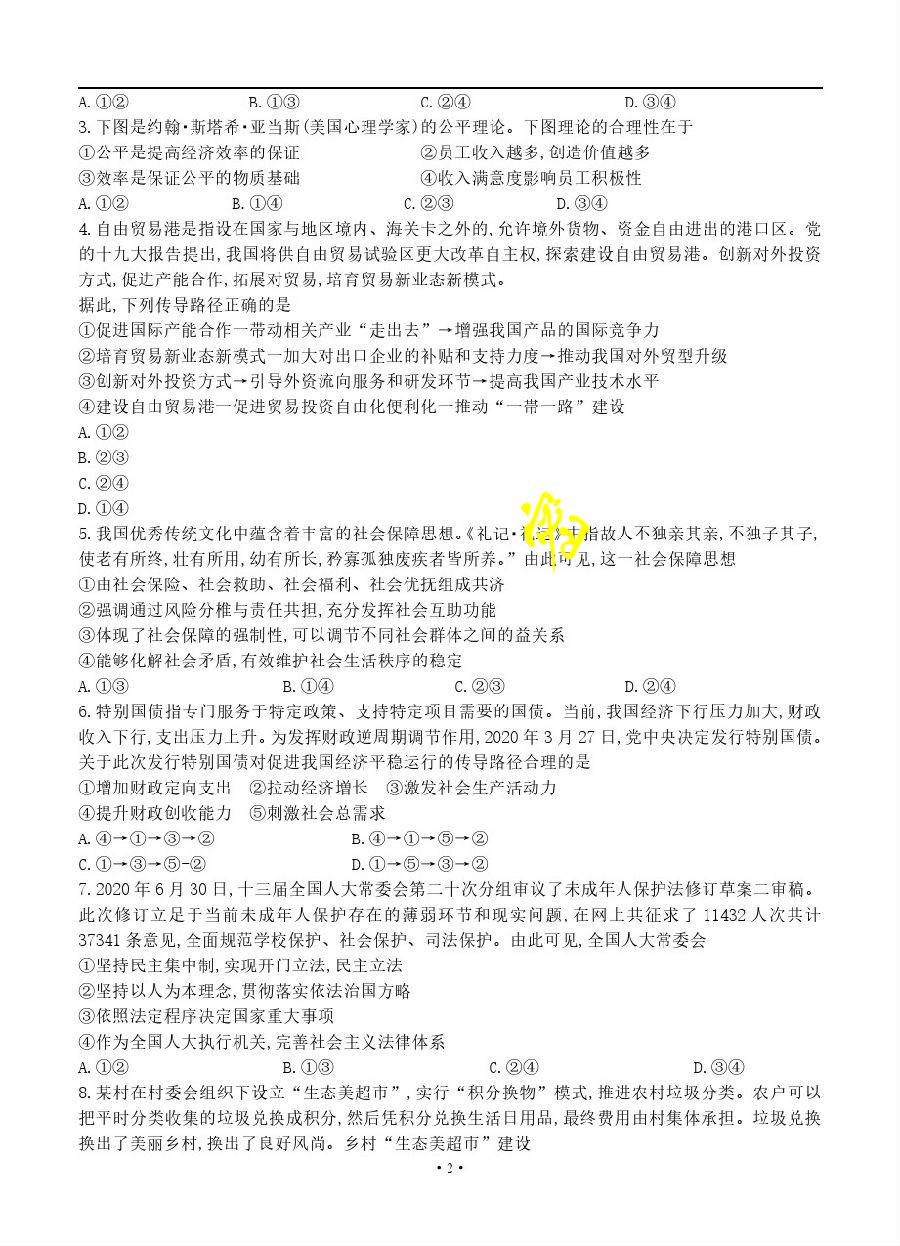 A.①② B.①③ C.②④ D.③④
3.下图是约翰·斯塔希·亚当斯(美国心理学家)的公平理论。下图理论的合理性在于
①公平是提高经济效率的保证 ②员工收入越多,创造价值越多
③效率是保证公平的物质基础 ④收入满意度影响员工积极性
A.①② B.①④ C.②③ D.③④
4.自由贸易港是指设在国家与地区境内、海关卡之外的,允许境外货物、资金自由进出的港口区。党
的十九大报告提出,我国将供自由贸易试验区更大改革自主权,探索建设自由贸易港。创新对外投资
方式,促进产能合作,拓展对贸易,培育贸易新业态新模式。
据此,下列传导路径正确的是
①促进国际产能合作一带动相关产业“走出去”→增强我国产品的国际竞争力
②培育贸易新业态新模式一加大对出口企业的补贴和支持力度→推动我国对外贸型升级
③创新对外投资方式→引导外资流向服务和研发环节→提高我国产业技术水平
④建设自由贸易港一促进贸易投资自由化便利化一推动“一带一路”建设
A.①②
B.②③
C.②④
D.①④
5.我国优秀传统文化中蕴含着丰富的社会保障思想。《礼记· 指故人不独亲其亲,不独子其子,
使老有所终,壮有所用,幼有所长,矜寡孤独废疾者皆所养。”由此可见,这一社会保障思想
①由社会保险、社会救助、社会福利、社会优抚组成共济
②强调通过风险分椎与责任共担,充分发挥社会互助功能
③体现了社会保障的强制性,可以调节不同社会群体之间的益关系
④能够化解社会矛盾,有效维护社会生活秩序的稳定
A.①③ B.①④ C.②③ D.②④
6.特别国债指专门服务于特定政策、支持特定项目需要的国债。当前,我国经济下行压力加大,财政
收入下行,支出压力上升。为发挥财政逆周期调节作用,2020年3月27日,党中央决定发行特别国债。
关于此次发行特别国债对促进我国经济平稳运行的传导路径合理的是
①增加财政定向支出 ②拉动经济增长 ③激发社会生产活动力
④提升财政创收能力 ⑤刺激社会总需求
A.④→①→③→② B.④→①→⑤→②
C.①→③→⑤-② D.①→⑤→③→②
7.2020年6月30日,十三届全国人大常委会第二十次分组审议了未成年人保护法修订草案二审稿。
此次修订立足于当前未成年人保护存在的薄弱环节和现实问题,在网上共征求了11432人次共计
37341条意见,全面规范学校保护、社会保护、司法保护。由此可见,全国人大常委会
①坚持民主集中制,实现开门立法,民主立法
②坚持以人为本理念,贯彻落实依法治国方略
③依照法定程序决定国家重大事项
④作为全国人大执行机关,完善社会主义法律体系
A.①② B.①③ C.②④ D.③④
8.某村在村委会组织下设立“生态美超市”,实行“积分换物”模式,推进农村垃圾分类。农户可以
把平时分类收集的垃圾兑换成积分,然后凭积分兑换生活日用品,最终费用由村集体承担。垃圾兑换
换出了美丽乡村,换出了良好风尚。乡村“生态美超市”建设
·2·